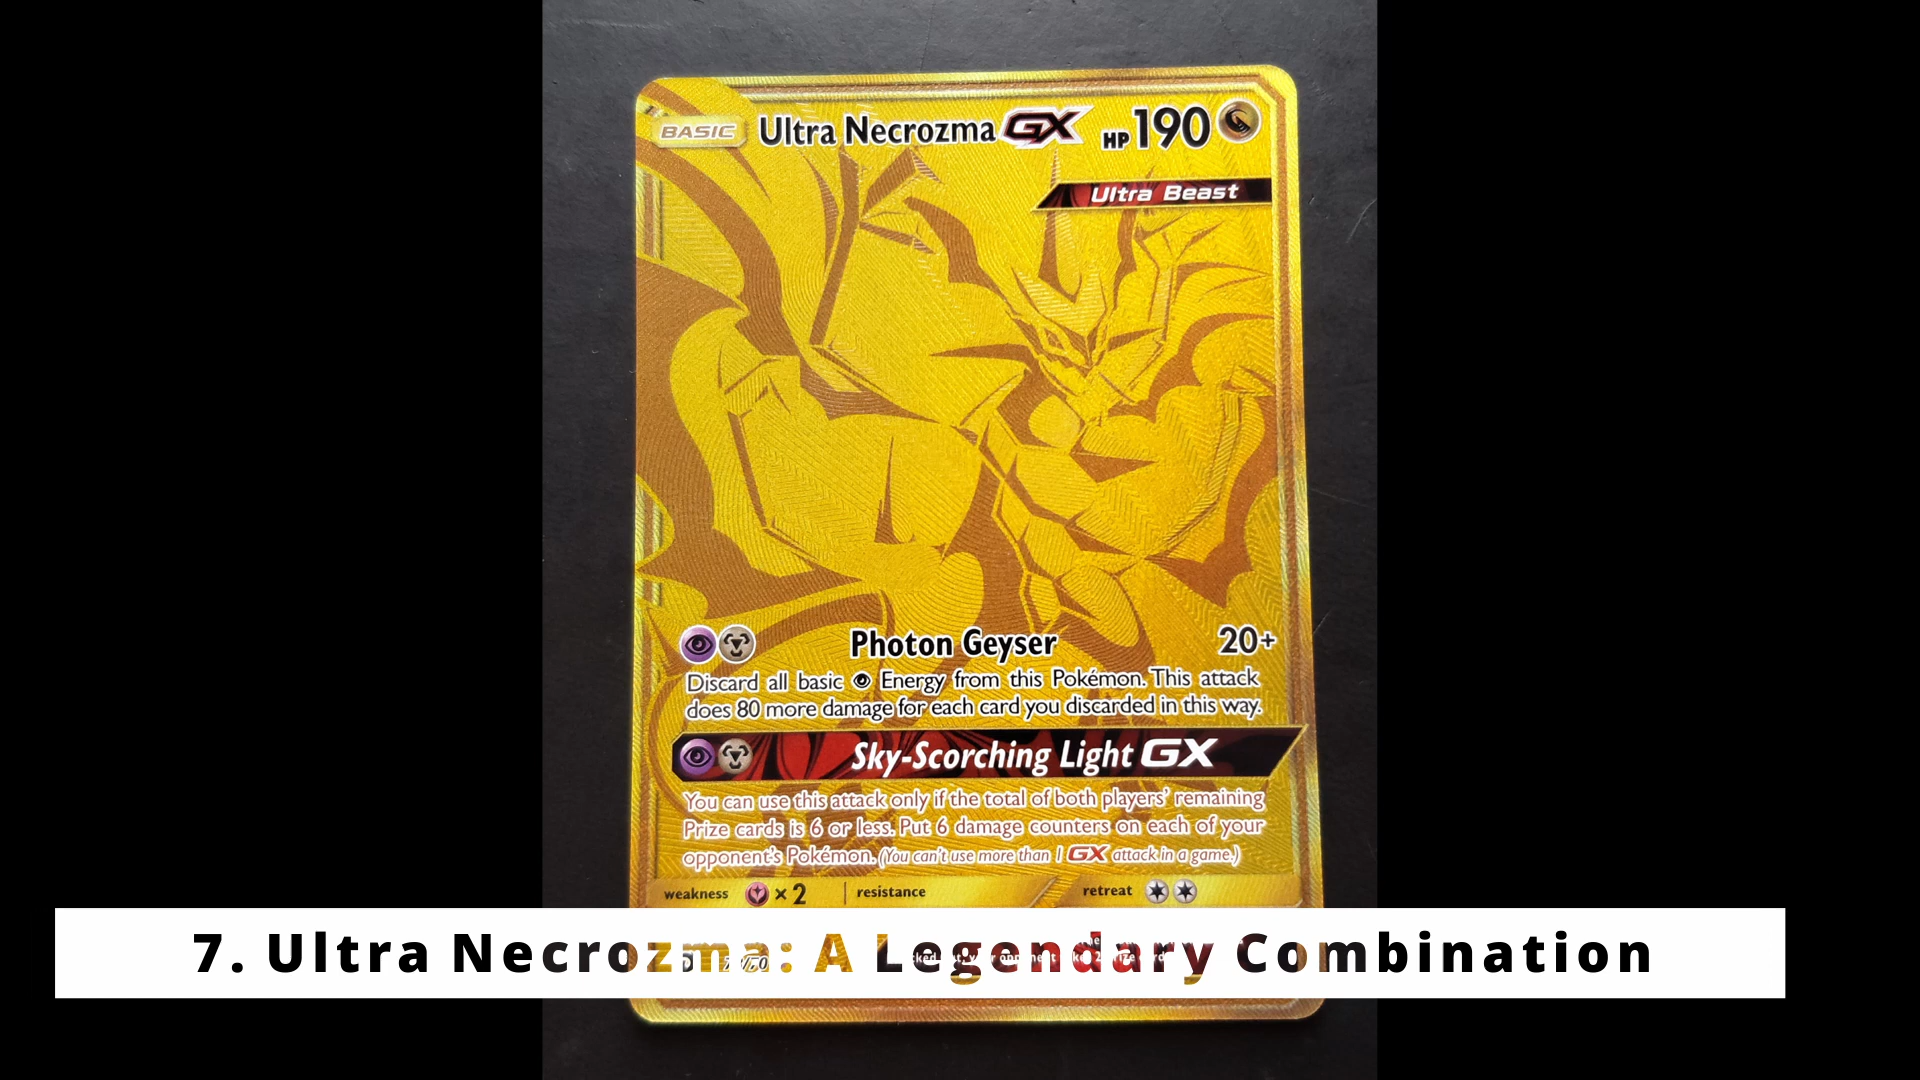 BASIC Ultra Necrozma GX HP 190
Ultra Beast
Photon Geyser 20+
Discard all basic Energy from this Pokémon. This attack
does 80 more damage for each card you discarded in this way.
Sky-Scorching Light GX
You can use this attack only if the total of both players' remaining
Prize cards is 6 or less. Put 6 damage counters on each of your
opponent's Pokémon. (You can't use more than 1 GX attack in a game.)
weakness ×2 resistance retreat
7. Ultra Necrozma: A Legendary Combination